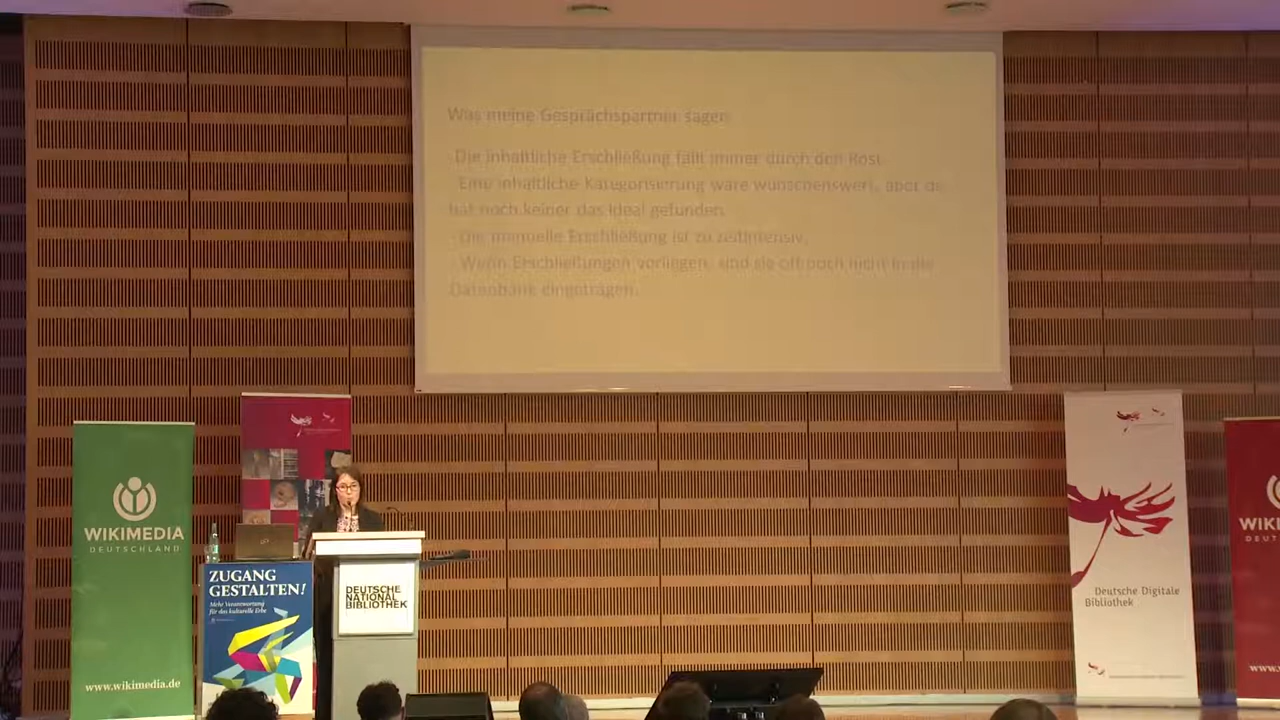 Was meine Gesprächspartner sagen
- Die inhaltliche Erschließung fällt immer durch den Rost.
- Eine inhaltliche Kategorisierung wäre wünschenswert, aber da
hat noch keiner das Ideal gefunden.
- Die manuelle Erschließung ist zu zeitintensiv.
- Wenn Erschließungen vorliegen, sind sie oft noch nicht in die
Datenbank eingetragen.
WIKIMEDIA
DEUTSCHLAND
www.wikimedia.de
ZUGANG
GESTALTEN!
Mehr Verantwortung
für das kulturelle Erbe
DEUTSCHE
NATIONAL
BIBLIOTHEK
Deutsche Digitale
Bibliothek
WIK
DEUT
www.